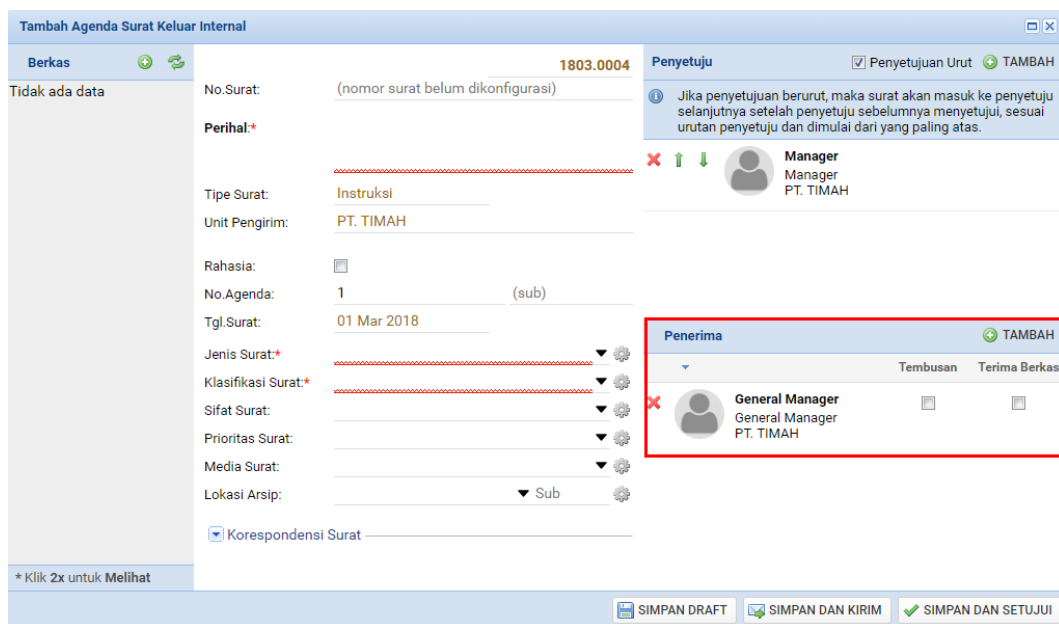 Tambah Agenda Surat Keluar Internal
Berkas
Tidak ada data
* Klik 2x untuk Melihat
1803.0004
No.Surat: (nomor surat belum dikonfigurasi)
Perihal:*
Tipe Surat: Instruksi
Unit Pengirim: PT. TIMAH
Rahasia:
No.Agenda: 1 (sub)
Tgl.Surat: 01 Mar 2018
Jenis Surat:*
Klasifikasi Surat:*
Sifat Surat:
Prioritas Surat:
Media Surat:
Lokasi Arsip: Sub
Korespondensi Surat
Penyetuju Penyetujuan Urut TAMBAH
Jika penyetujuan berurut, maka surat akan masuk ke penyetuju
selanjutnya setelah penyetuju sebelumnya menyetujui, sesuai
urutan penyetuju dan dimulai dari yang paling atas.
Manager
Manager
PT. TIMAH
Penerima TAMBAH
Tembusan Terima Berkas
General Manager
General Manager
PT. TIMAH
SIMPAN DRAFT SIMPAN DAN KIRIM SIMPAN DAN SETUJUI